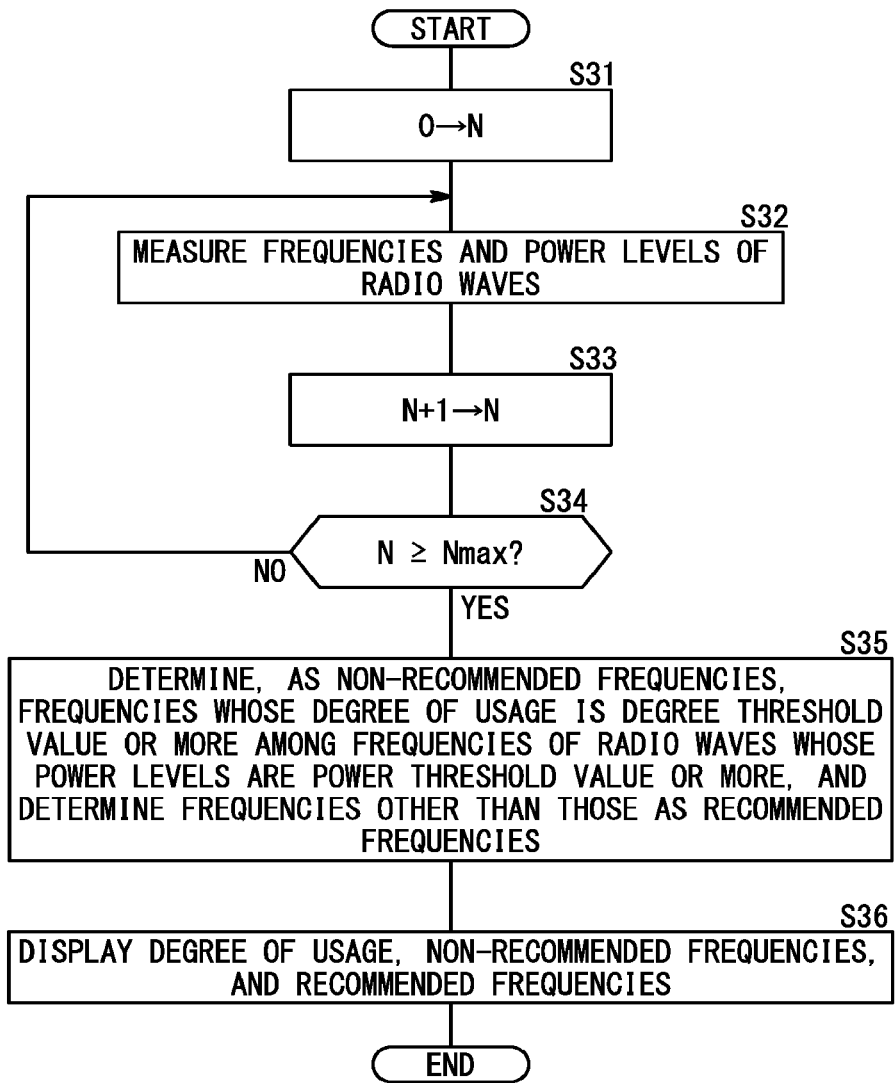 START
S31
0→N
S32
MEASURE FREQUENCIES AND POWER LEVELS OF
RADIO WAVES
S33
N+1→N
S34
N ≥ Nmax?
NO
YES
S35
DETERMINE, AS NON-RECOMMENDED FREQUENCIES,
FREQUENCIES WHOSE DEGREE OF USAGE IS DEGREE THRESHOLD
VALUE OR MORE AMONG FREQUENCIES OF RADIO WAVES WHOSE
POWER LEVELS ARE POWER THRESHOLD VALUE OR MORE, AND
DETERMINE FREQUENCIES OTHER THAN THOSE AS RECOMMENDED
FREQUENCIES
S36
DISPLAY DEGREE OF USAGE, NON-RECOMMENDED FREQUENCIES,
AND RECOMMENDED FREQUENCIES
END